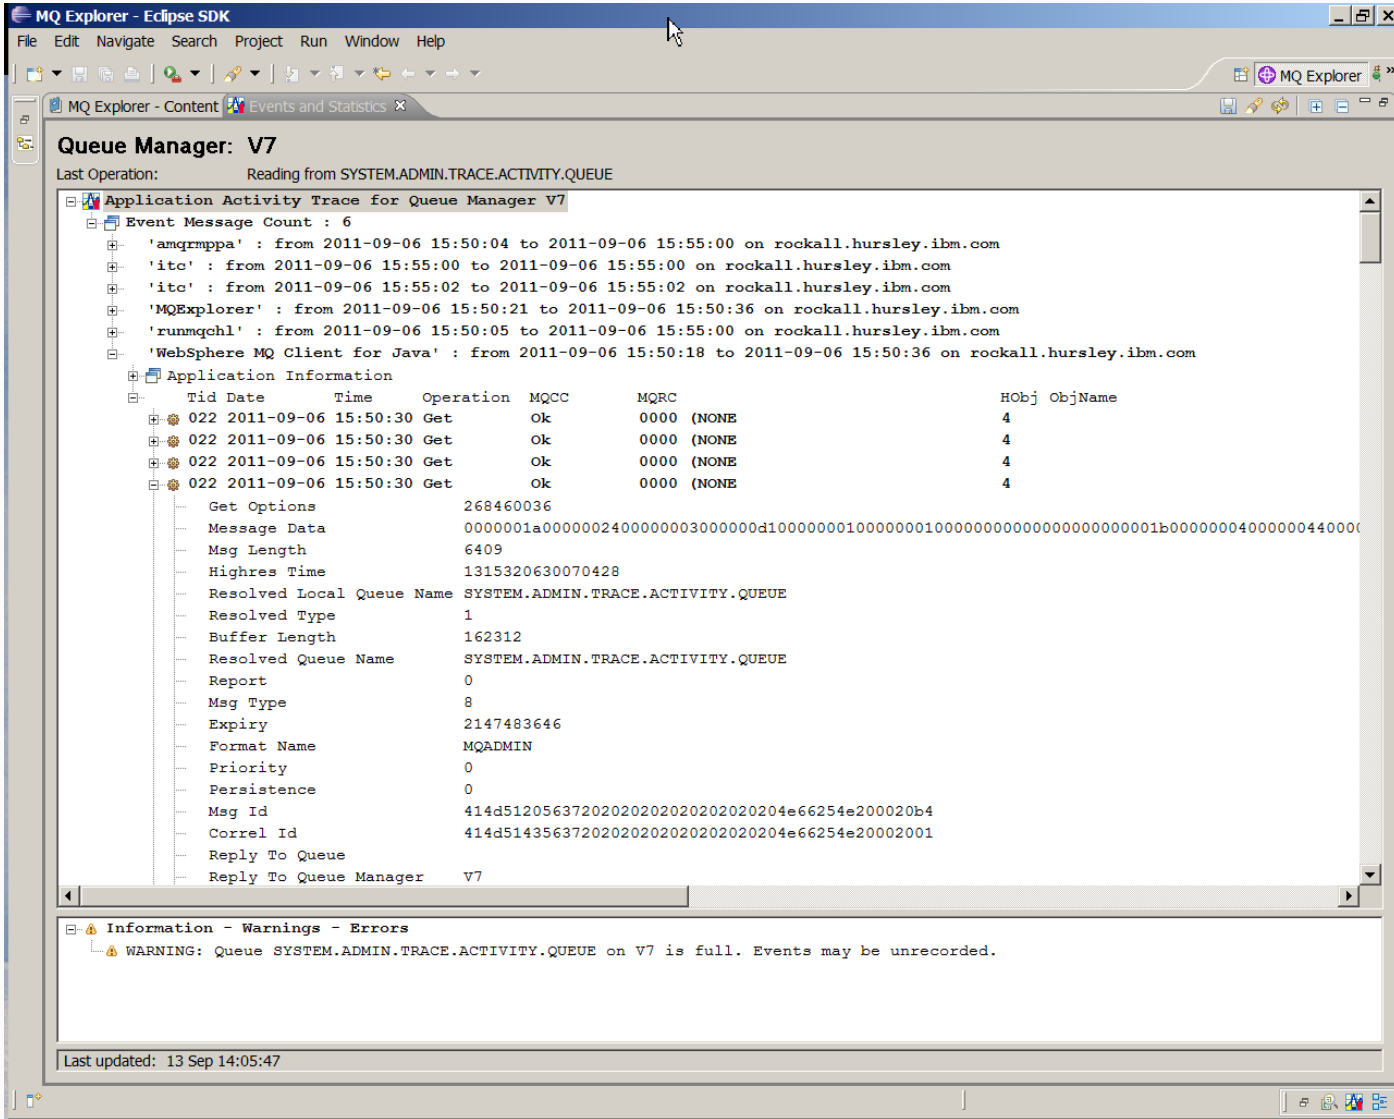 MQ Explorer - Eclipse SDK
File Edit Navigate Search Project Run Window Help
MQ Explorer
MQ Explorer - Content Events and Statistics
Queue Manager: V7
Last Operation: Reading from SYSTEM.ADMIN.TRACE.ACTIVITY.QUEUE
Application Activity Trace for Queue Manager V7
Event Message Count : 6
'amqrmppa' : from 2011-09-06 15:50:04 to 2011-09-06 15:55:00 on rockall.hursley.ibm.com
'itc' : from 2011-09-06 15:55:00 to 2011-09-06 15:55:00 on rockall.hursley.ibm.com
'itc' : from 2011-09-06 15:55:02 to 2011-09-06 15:55:02 on rockall.hursley.ibm.com
'MQExplorer' : from 2011-09-06 15:50:21 to 2011-09-06 15:50:36 on rockall.hursley.ibm.com
'runmqchl' : from 2011-09-06 15:50:05 to 2011-09-06 15:55:00 on rockall.hursley.ibm.com
'WebSphere MQ Client for Java' : from 2011-09-06 15:50:18 to 2011-09-06 15:50:36 on rockall.hursley.ibm.com
Application Information
Tid Date Time Operation MQCC MQRC HObj ObjName
022 2011-09-06 15:50:30 Get Ok 0000 (NONE 4
022 2011-09-06 15:50:30 Get Ok 0000 (NONE 4
022 2011-09-06 15:50:30 Get Ok 0000 (NONE 4
022 2011-09-06 15:50:30 Get Ok 0000 (NONE 4
Get Options 268460036
Message Data
Msg Length 6409
Highres Time 1315320630070428
Resolved Local Queue Name SYSTEM.ADMIN.TRACE.ACTIVITY.QUEUE
Resolved Type 1
Buffer Length 162312
Resolved Queue Name SYSTEM.ADMIN.TRACE.ACTIVITY.QUEUE
Report 0
Msg Type 8
Expiry 2147483646
Format Name MQADMIN
Priority 0
Persistence 0
Msg Id 414d51205637202020202020202020204e66254e200020b4
Correl Id 414d51435637202020202020202020204e66254e20002001
Reply To Queue
Reply To Queue Manager V7
Information - Warnings - Errors
WARNING: Queue SYSTEM.ADMIN.TRACE.ACTIVITY.QUEUE on V7 is full. Events may be unrecorded.
Last updated: 13 Sep 14:05:47